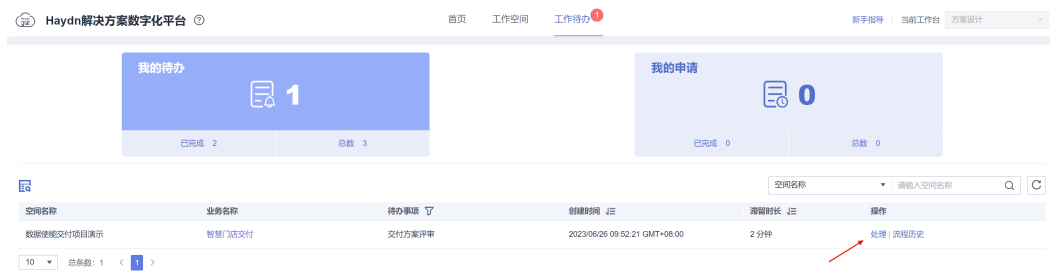 Haydn解决方案数字化平台
首页 工作空间 工作待办 1
新手指导 当前工作台 方案设计
我的待办
1
已完成 2 总数 3
我的申请
0
已完成 0 总数 0
空间名称 请输入空间名称
空间名称 业务名称 待办事项 创建时间 滞留时长 操作
数据使能交付项目演示 智慧门店交付 交付方案评审 2023/06/26 09:52:21 GMT+08:00 2 分钟 处理 | 流程历史
10 总条数: 1 < 1 >